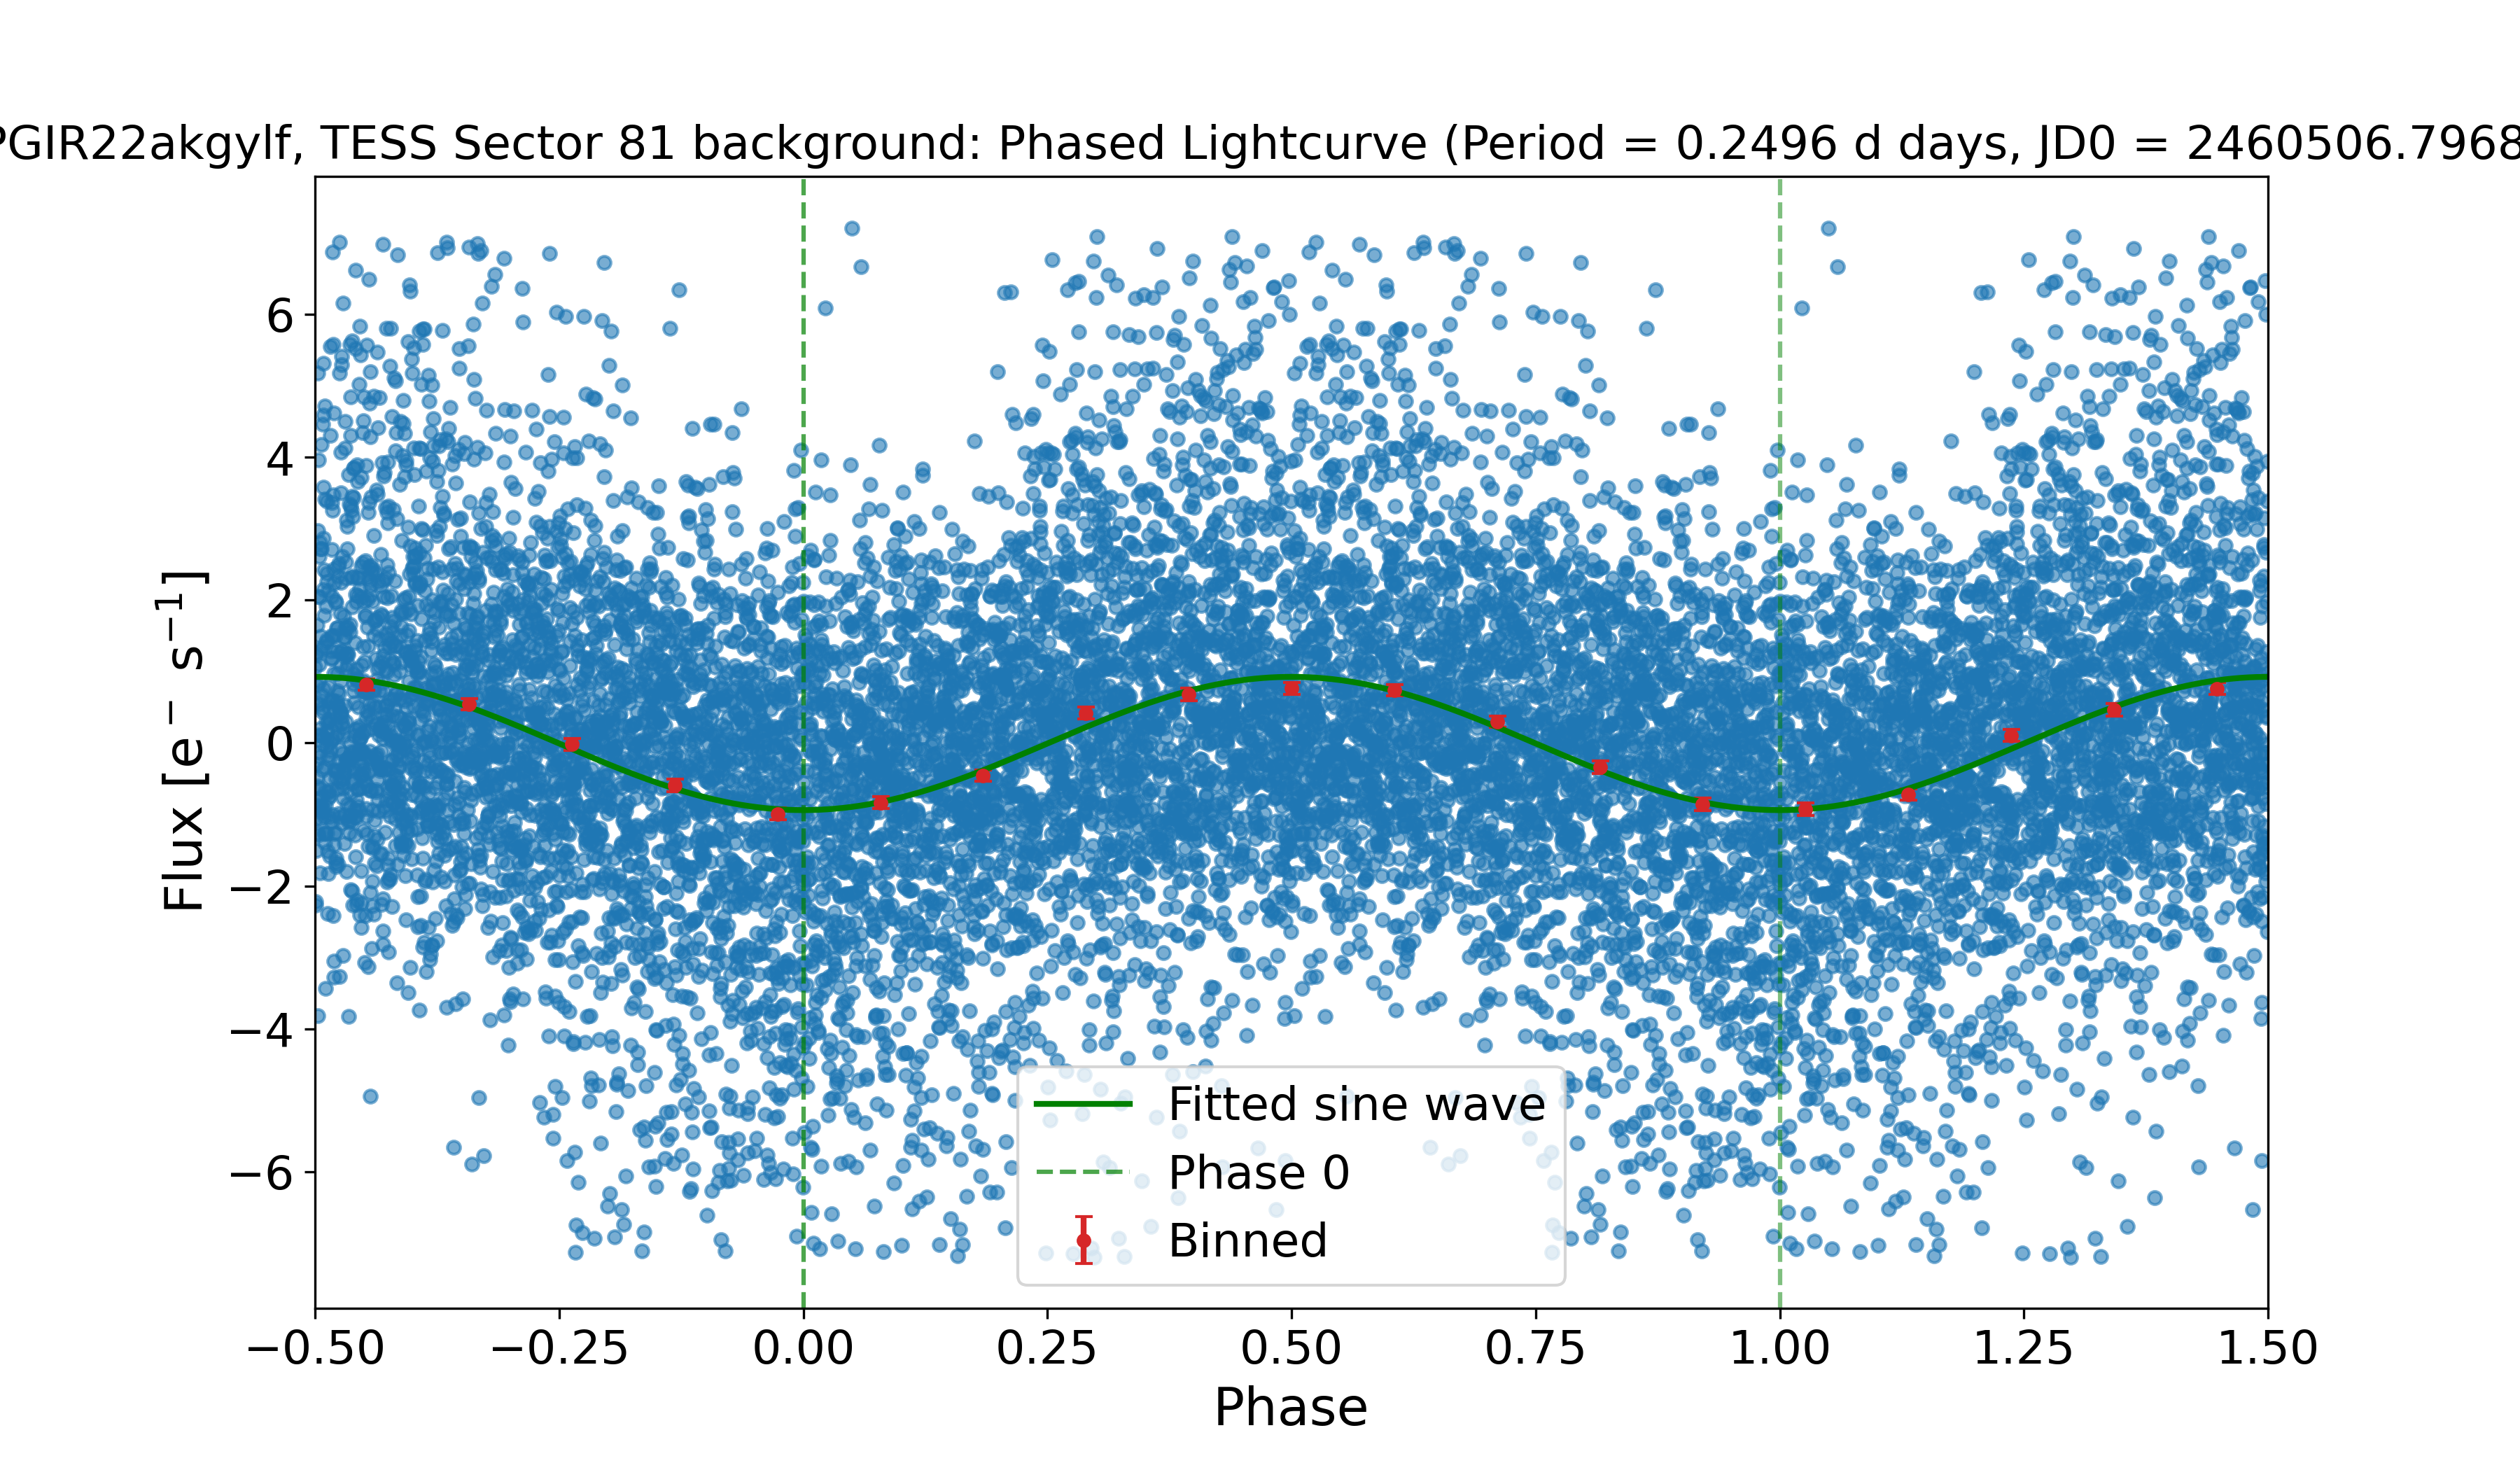 PGIR22akgylf, TESS Sector 81 background: Phased Lightcurve (Period = 0.2496 d days, JD0 = 2460506.7968
Flux [e⁻ s⁻¹]
6
4
2
0
−2
−4
−6
Fitted sine wave
Phase 0
Binned
−0.50 −0.25 0.00 0.25 0.50 0.75 1.00 1.25 1.50
Phase